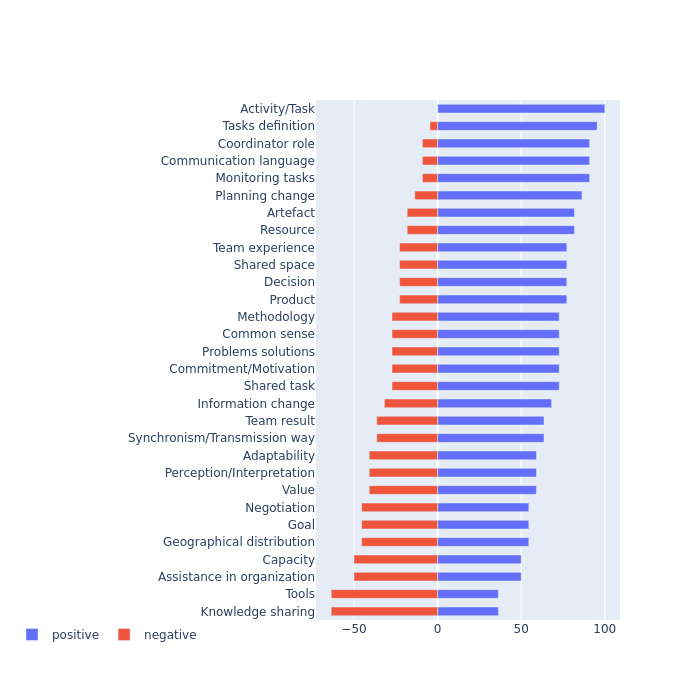 Activity/Task
Tasks definition
Coordinator role
Communication language
Monitoring tasks
Planning change
Artefact
Resource
Team experience
Shared space
Decision
Product
Methodology
Common sense
Problems solutions
Commitment/Motivation
Shared task
Information change
Team result
Synchronism/Transmission way
Adaptability
Perception/Interpretation
Value
Negotiation
Goal
Geographical distribution
Capacity
Assistance in organization
Tools
Knowledge sharing
−50 0 50 100
positive negative